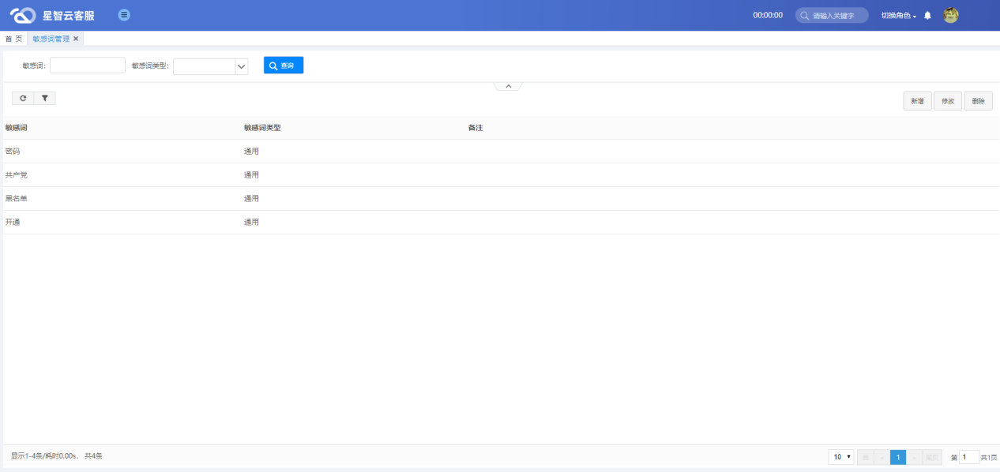 星智云客服 00:00:00 请输入关键字 切换角色
首 页 敏感词管理 ×
敏感词: 敏感词类型: 查询
新增 修改 删除
敏感词 敏感词类型 备注
密码 通用
共产党 通用
黑名单 通用
开通 通用
显示1-4条/耗时0.00s, 共4条 10 1 尾页 第 1 共1页